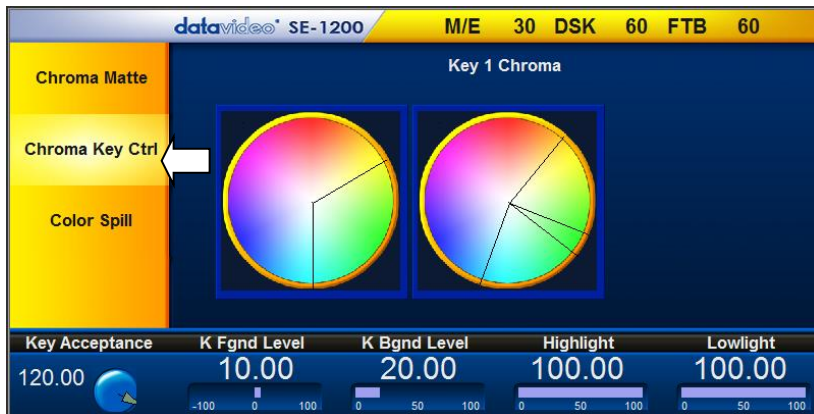 datavideo SE-1200 M/E 30 DSK 60 FTB 60
Key 1 Chroma
Chroma Matte
Chroma Key Ctrl
Color Spill
Key Acceptance K Fgnd Level K Bgnd Level Highlight Lowlight
120.00 10.00 20.00 100.00 100.00
-100 0 100 0 50 100 0 50 100 0 50 100